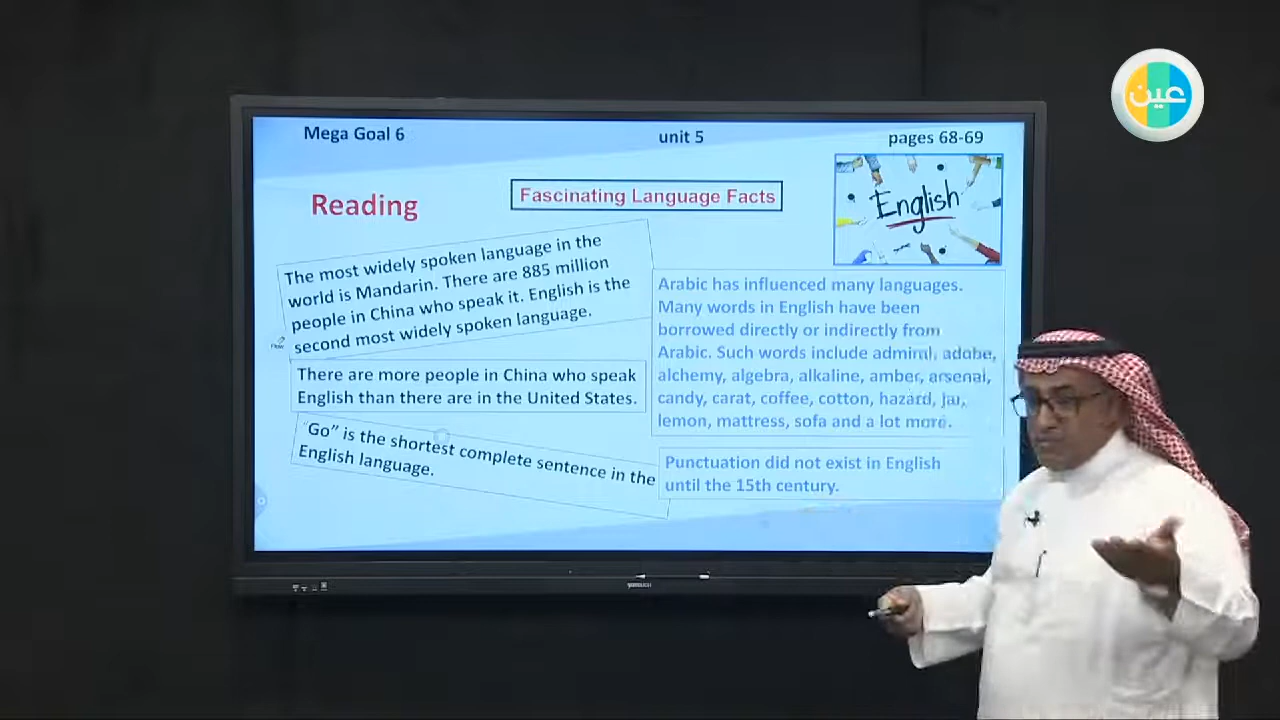 عين
Mega Goal 6
unit 5
pages 68-69
Reading
Fascinating Language Facts
English
The most widely spoken language in the
world is Mandarin. There are 885 million
people in China who speak it. English is the
second most widely spoken language.
There are more people in China who speak
English than there are in the United States.
"Go" is the shortest complete sentence in the
English language.
Arabic has influenced many languages.
Many words in English have been
borrowed directly or indirectly from
Arabic. Such words include admiral, adobe,
alchemy, algebra, alkaline, amber, arsenal,
candy, carat, coffee, cotton, hazard, jar,
lemon, mattress, sofa and a lot more.
Punctuation did not exist in English
until the 15th century.